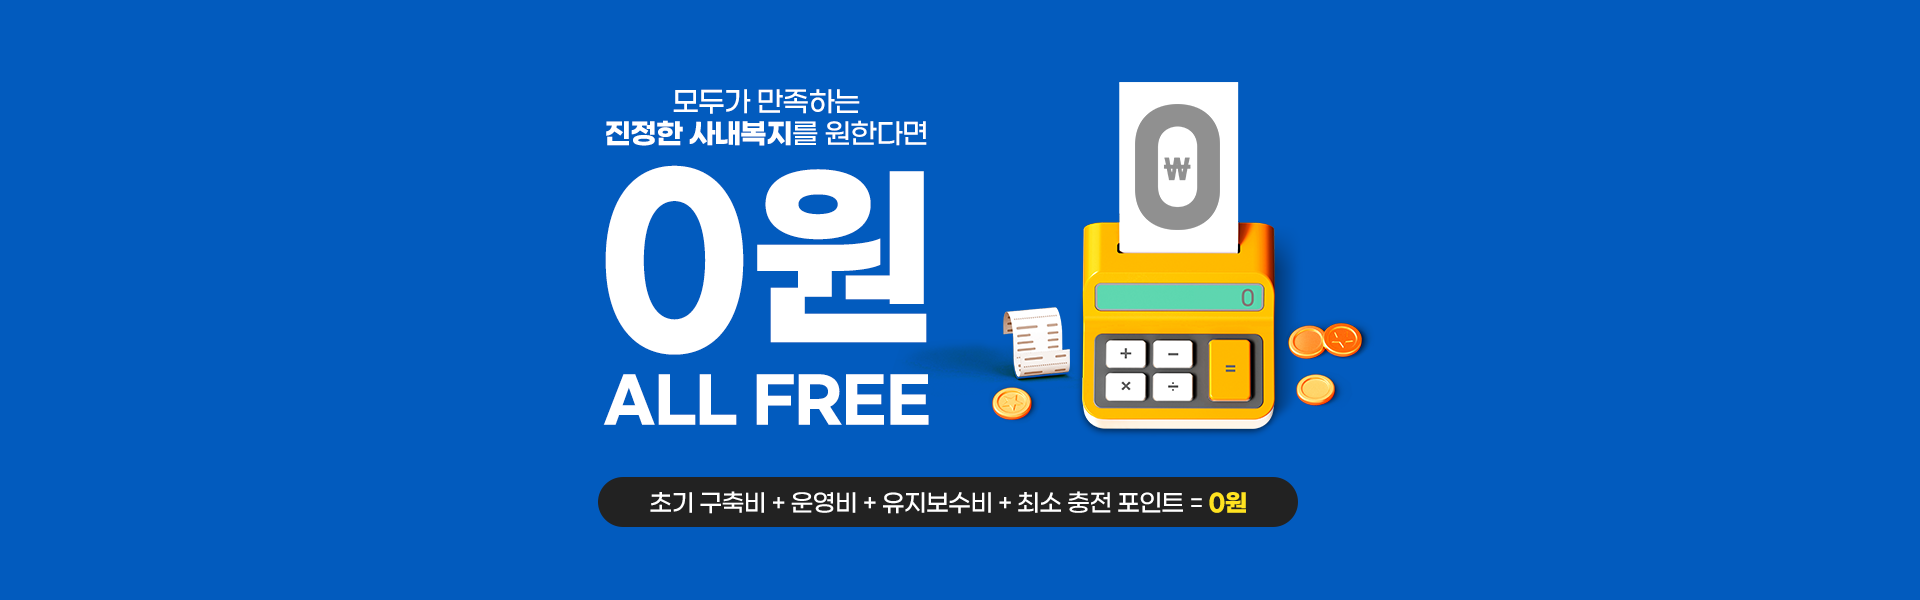 모두가 만족하는
진정한 사내복지를 원한다면
0원
ALL FREE
0
₩
0
+ −
× ÷
=
초기 구축비 + 운영비 + 유지보수비 + 최소 충전 포인트 = 0원